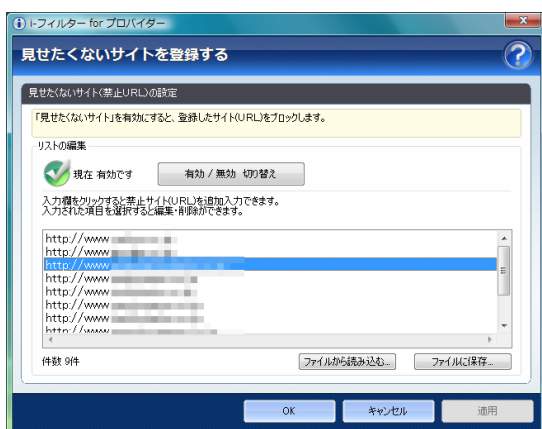 i-フィルター for プロバイダー
見せたくないサイトを登録する
見せたくないサイト(禁止URL)の設定
「見せたくないサイト」を有効にすると、登録したサイト(URL)をブロックします。
リストの編集
現在 有効です
有効 / 無効 切り替え
入力欄をクリックすると禁止サイト(URL)を追加入力できます。
入力された項目を選択すると編集・削除ができます。
http://www
http://www
http://www
http://www
http://www
http://www
http://www
http://www
件数 9件
ファイルから読み込む...
ファイルに保存...
OK
キャンセル
適用